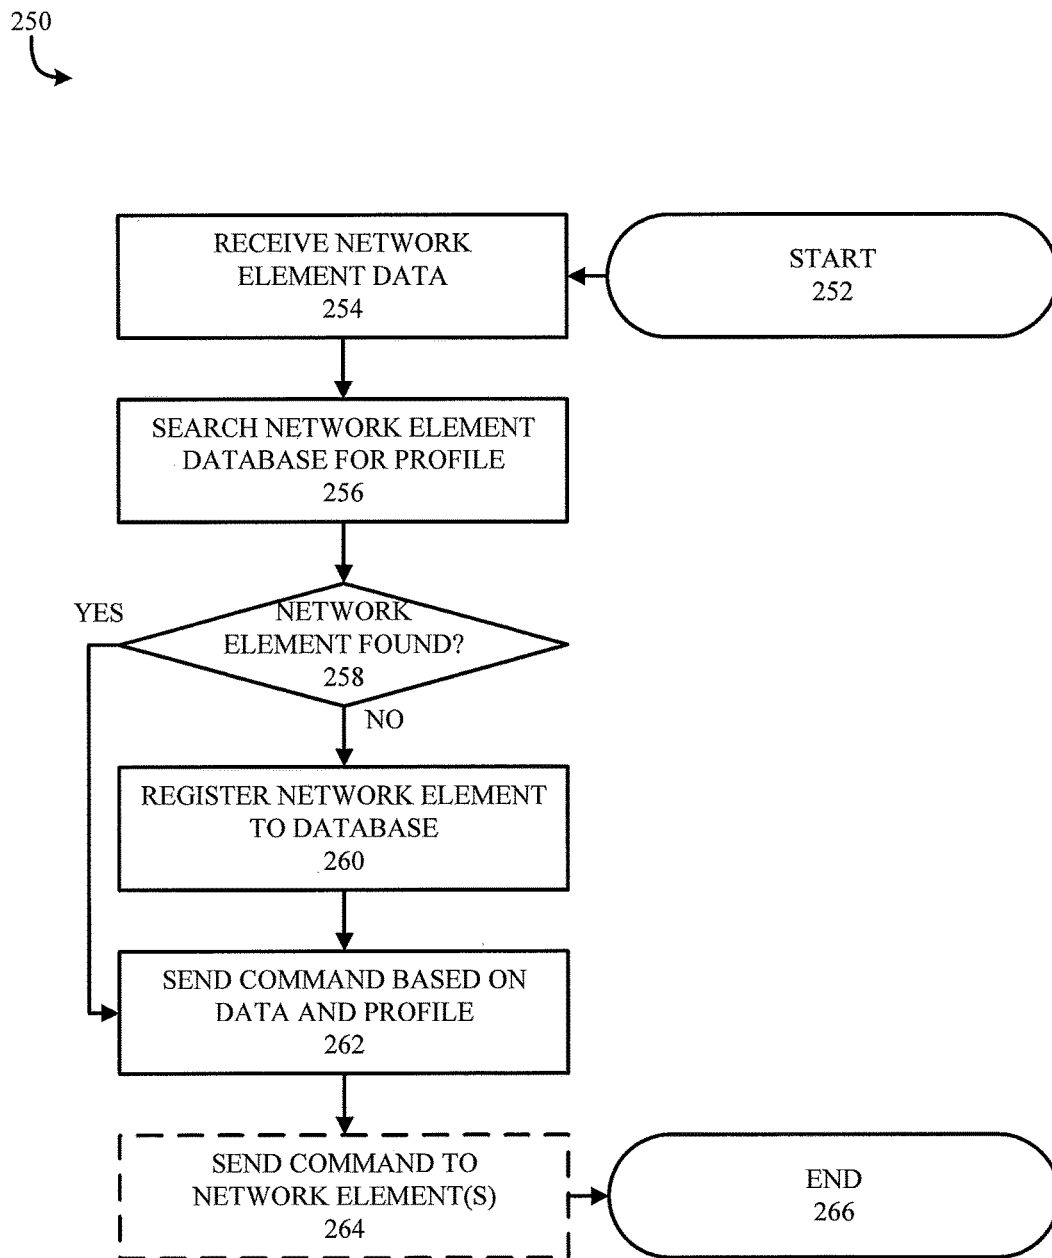 250
START
252
RECEIVE NETWORK
ELEMENT DATA
254
SEARCH NETWORK ELEMENT
DATABASE FOR PROFILE
256
NETWORK
ELEMENT FOUND?
258
YES
NO
REGISTER NETWORK ELEMENT
TO DATABASE
260
SEND COMMAND BASED ON
DATA AND PROFILE
262
SEND COMMAND TO
NETWORK ELEMENT(S)
264
END
266